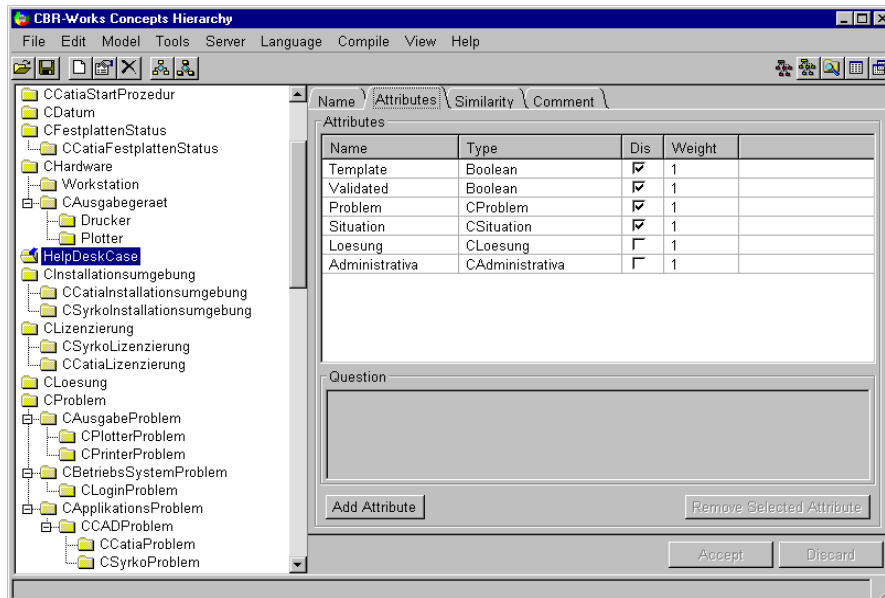 CBR-Works Concepts Hierarchy
File Edit Model Tools Server Language Compile View Help
CCatiaStartProzedur
CDatum
CFestplattenStatus
CCatiaFestplattenStatus
CHardware
Workstation
CAusgabegeraet
Drucker
Plotter
HelpDeskCase
CInstallationsumgebung
CCatiaInstallationsumgebung
CSyrkoInstallationsumgebung
CLizenzierung
CSyrkoLizenzierung
CCatiaLizenzierung
CLoesung
CProblem
CAusgabeProblem
CPlotterProblem
CPrinterProblem
CBetriebsSystemProblem
CLoginProblem
CApplikationsProblem
CCADProblem
CCatiaProblem
CSyrkoProblem
Name Attributes Similarity Comment
Attributes
Name Type Dis Weight
Template Boolean 1
Validated Boolean 1
Problem CProblem 1
Situation CSituation 1
Loesung CLoesung 1
Administrativa CAdministrativa 1
Question
Add Attribute Remove Selected Attribute
Accept Discard